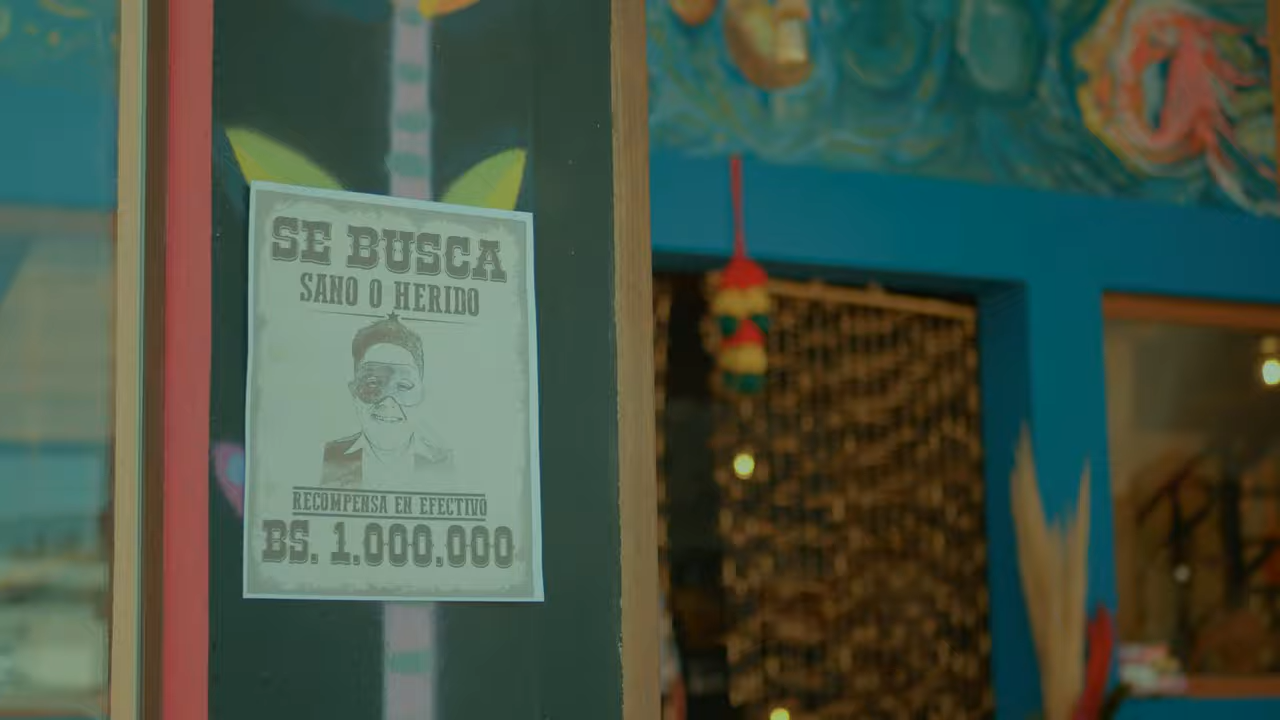 SE BUSCA
SANO O HERIDO
RECOMPENSA EN EFECTIVO
BS. 1.000.000